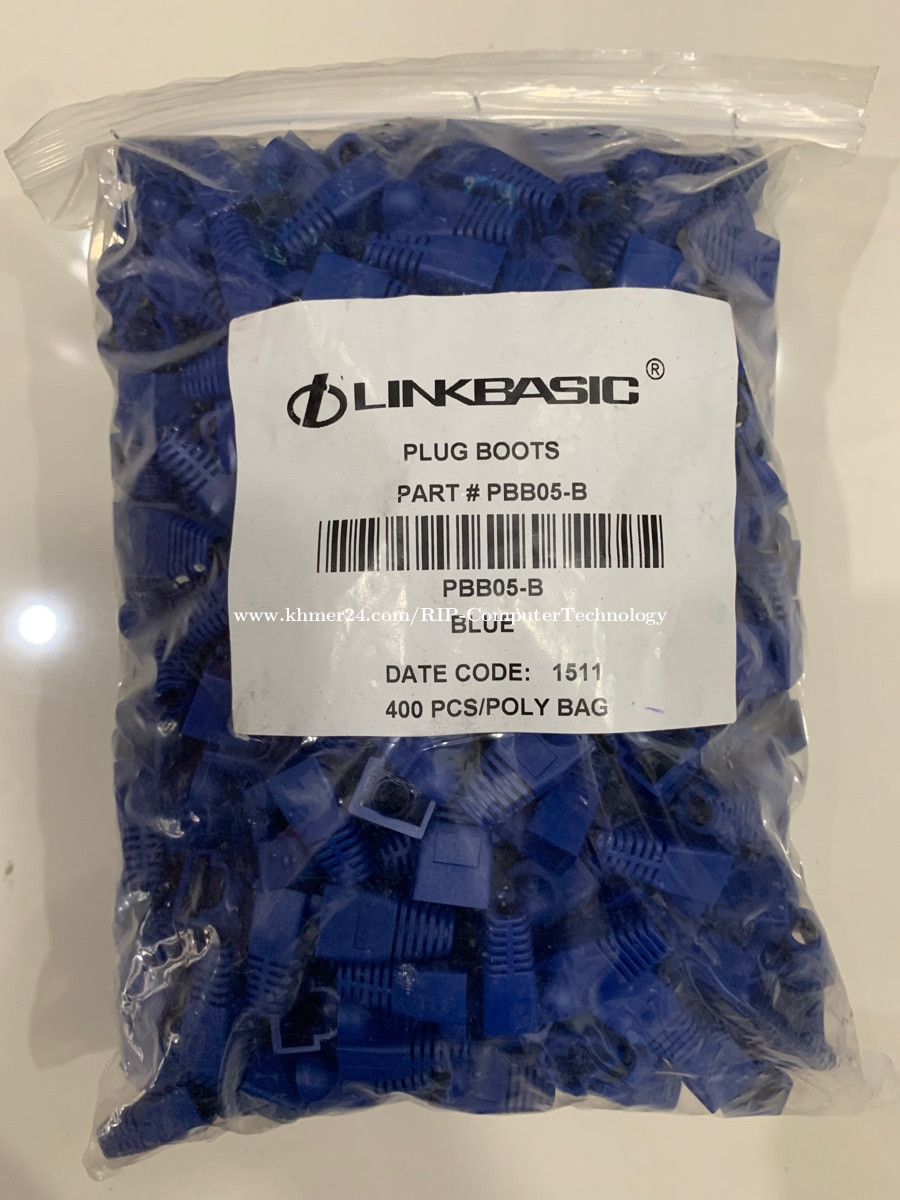 LINKBASIC ®
PLUG BOOTS
PART # PBB05-B
PBB05-B
www.khmer24.com/RIP-ComputerTechnology
BLUE
DATE CODE: 1511
400 PCS/POLY BAG